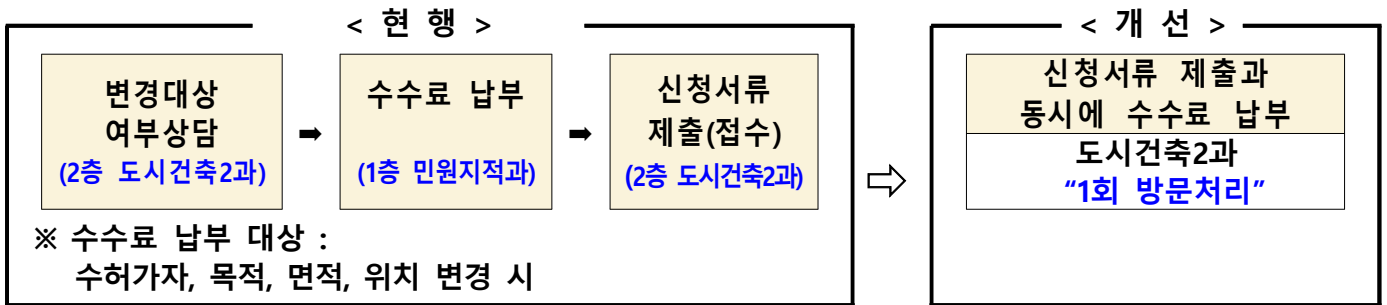 < 현 행 >
변경대상
여부상담
(2층 도시건축2과)
➡
수수료 납부
(1층 민원지적과)
➡
신청서류
제출(접수)
(2층 도시건축2과)
※ 수수료 납부 대상 :
수허가자, 목적, 면적, 위치 변경 시
⇨
< 개 선 >
신청서류 제출과
동시에 수수료 납부
도시건축2과
“1회 방문처리”